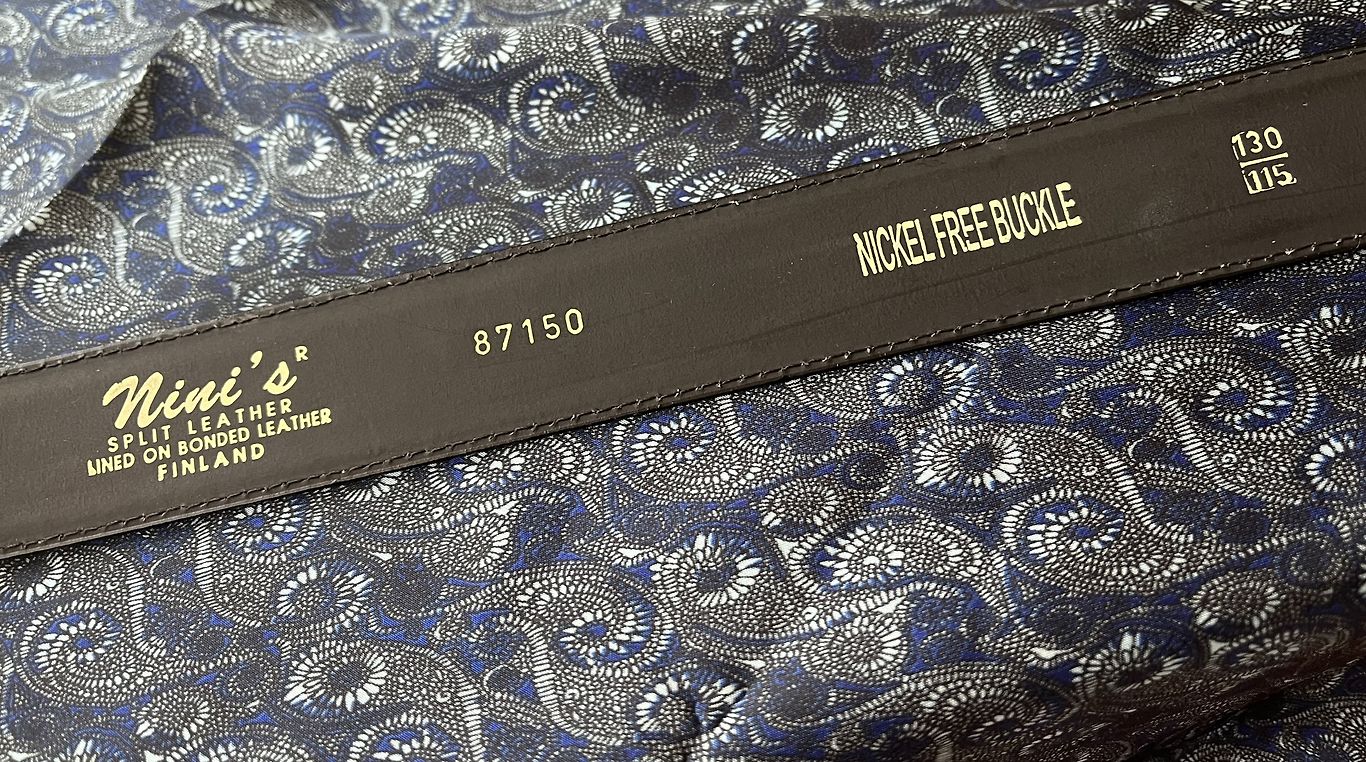 Nini's R
SPLIT LEATHER
LINED ON BONDED LEATHER
FINLAND
87150
NICKEL FREE BUCKLE
130
115